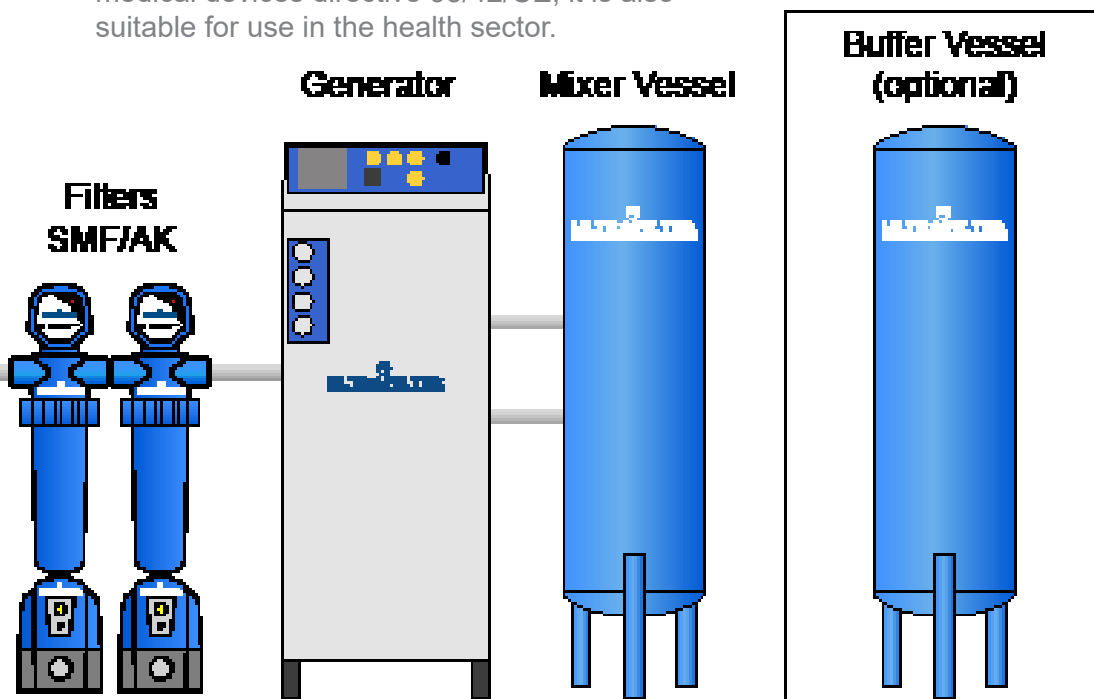 suitable for use in the health sector.
Generator
Mixer Vessel
Buffer Vessel
(optional)
Filters
SMF/AK